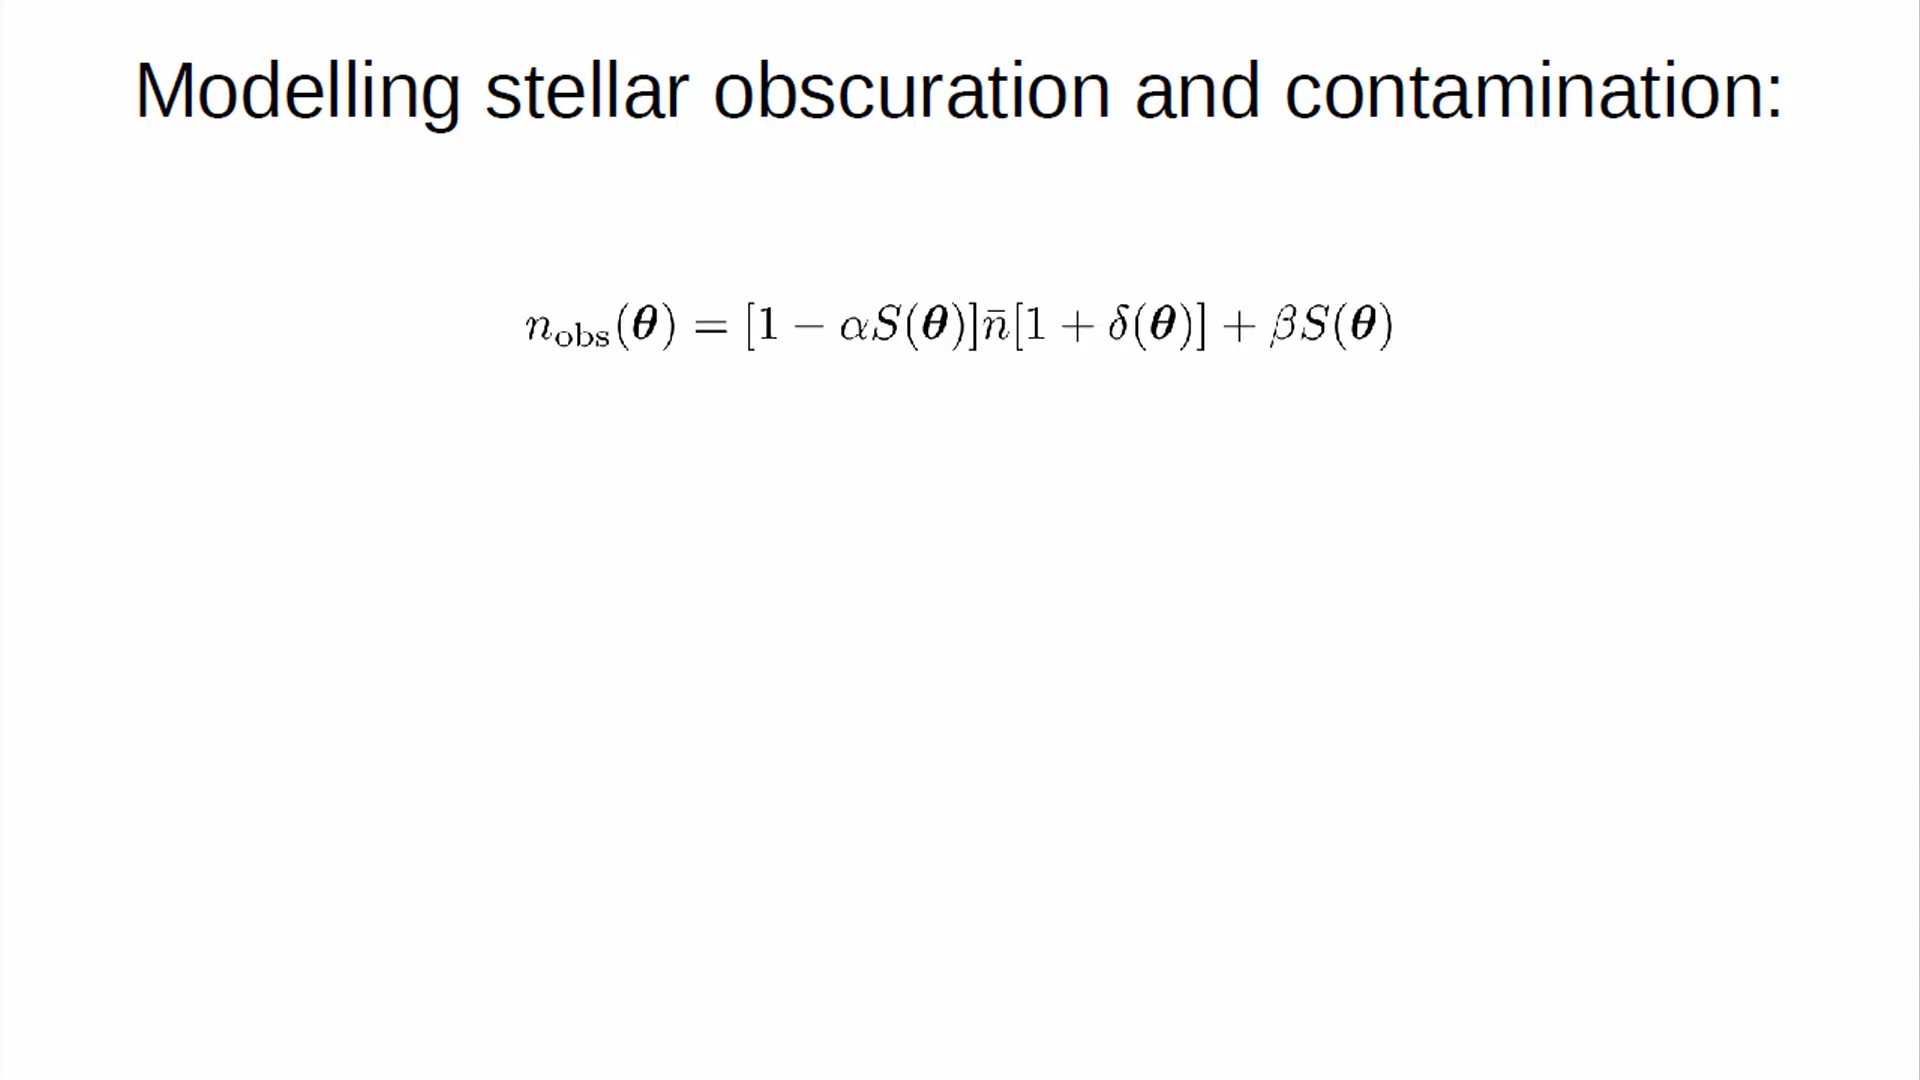 Modelling stellar obscuration and contamination:
n_obs(θ) = [1 − αS(θ)]n̄[1 + δ(θ)] + βS(θ)